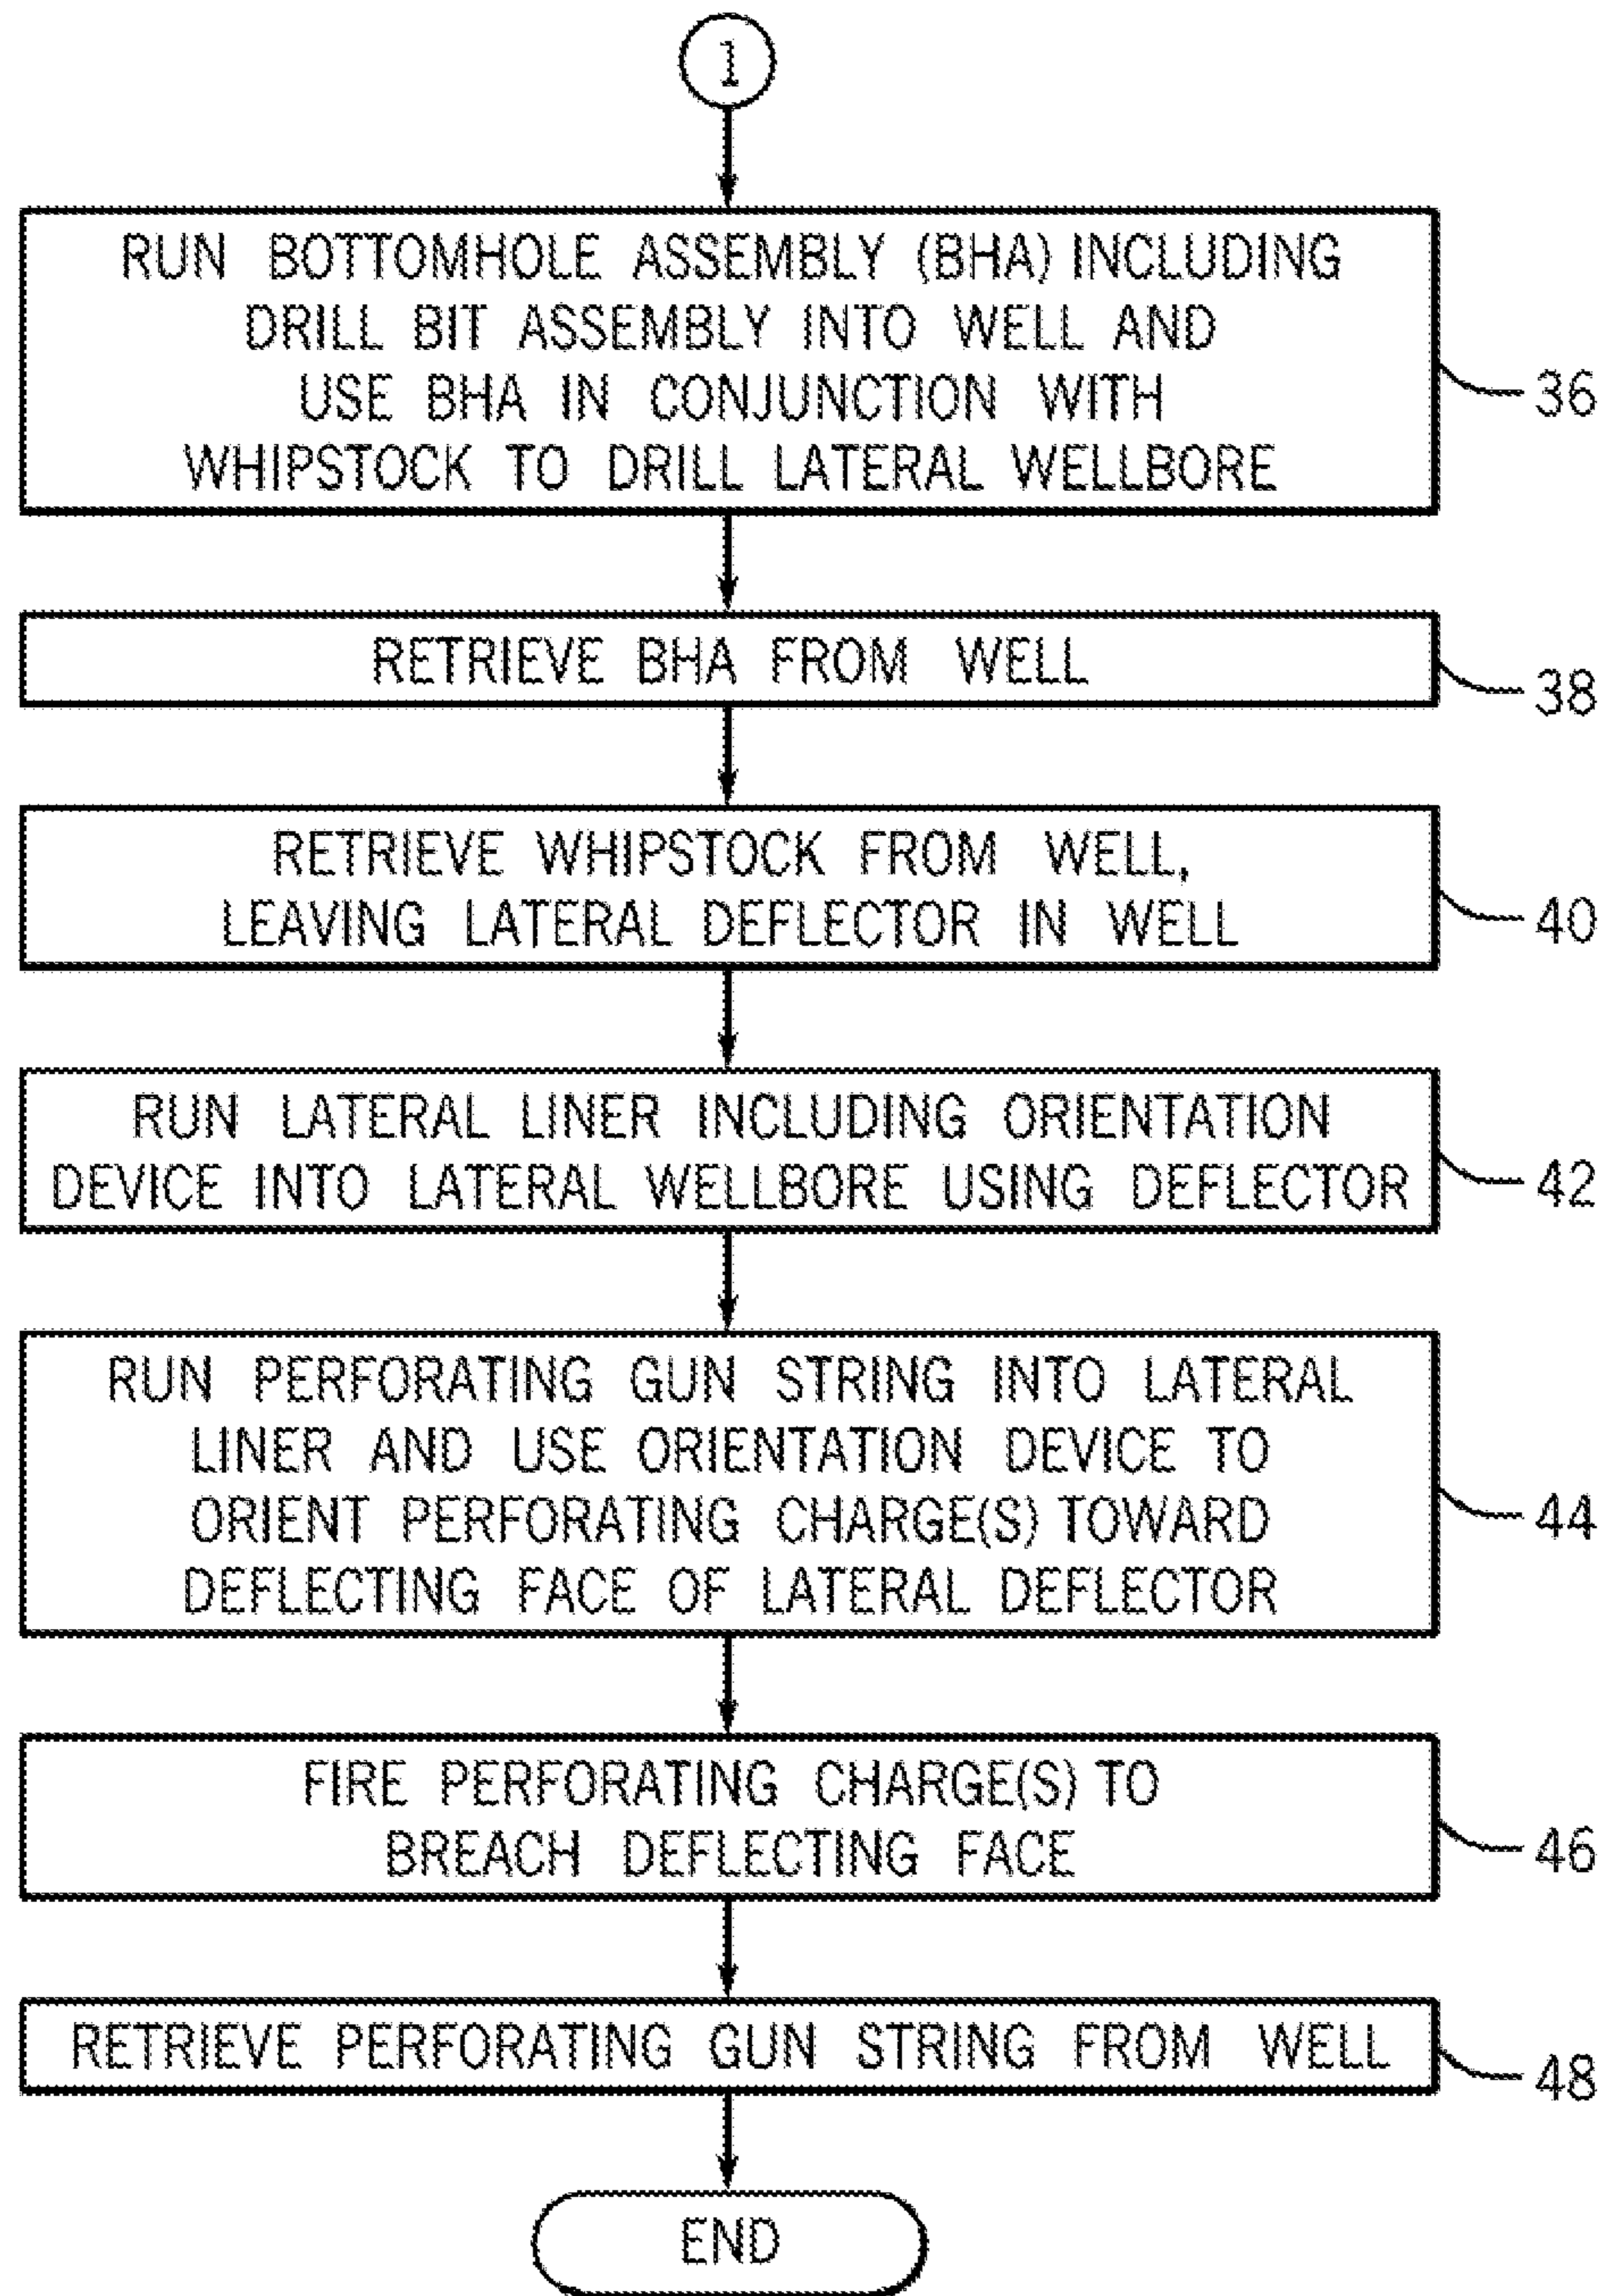 1
RUN BOTTOMHOLE ASSEMBLY (BHA) INCLUDING
DRILL BIT ASSEMBLY INTO WELL AND
USE BHA IN CONJUNCTION WITH
WHIPSTOCK TO DRILL LATERAL WELLBORE
36
RETRIEVE BHA FROM WELL
38
RETRIEVE WHIPSTOCK FROM WELL,
LEAVING LATERAL DEFLECTOR IN WELL
40
RUN LATERAL LINER INCLUDING ORIENTATION
DEVICE INTO LATERAL WELLBORE USING DEFLECTOR
42
RUN PERFORATING GUN STRING INTO LATERAL
LINER AND USE ORIENTATION DEVICE TO
ORIENT PERFORATING CHARGE(S) TOWARD
DEFLECTING FACE OF LATERAL DEFLECTOR
44
FIRE PERFORATING CHARGE(S) TO
BREACH DEFLECTING FACE
46
RETRIEVE PERFORATING GUN STRING FROM WELL
48
END